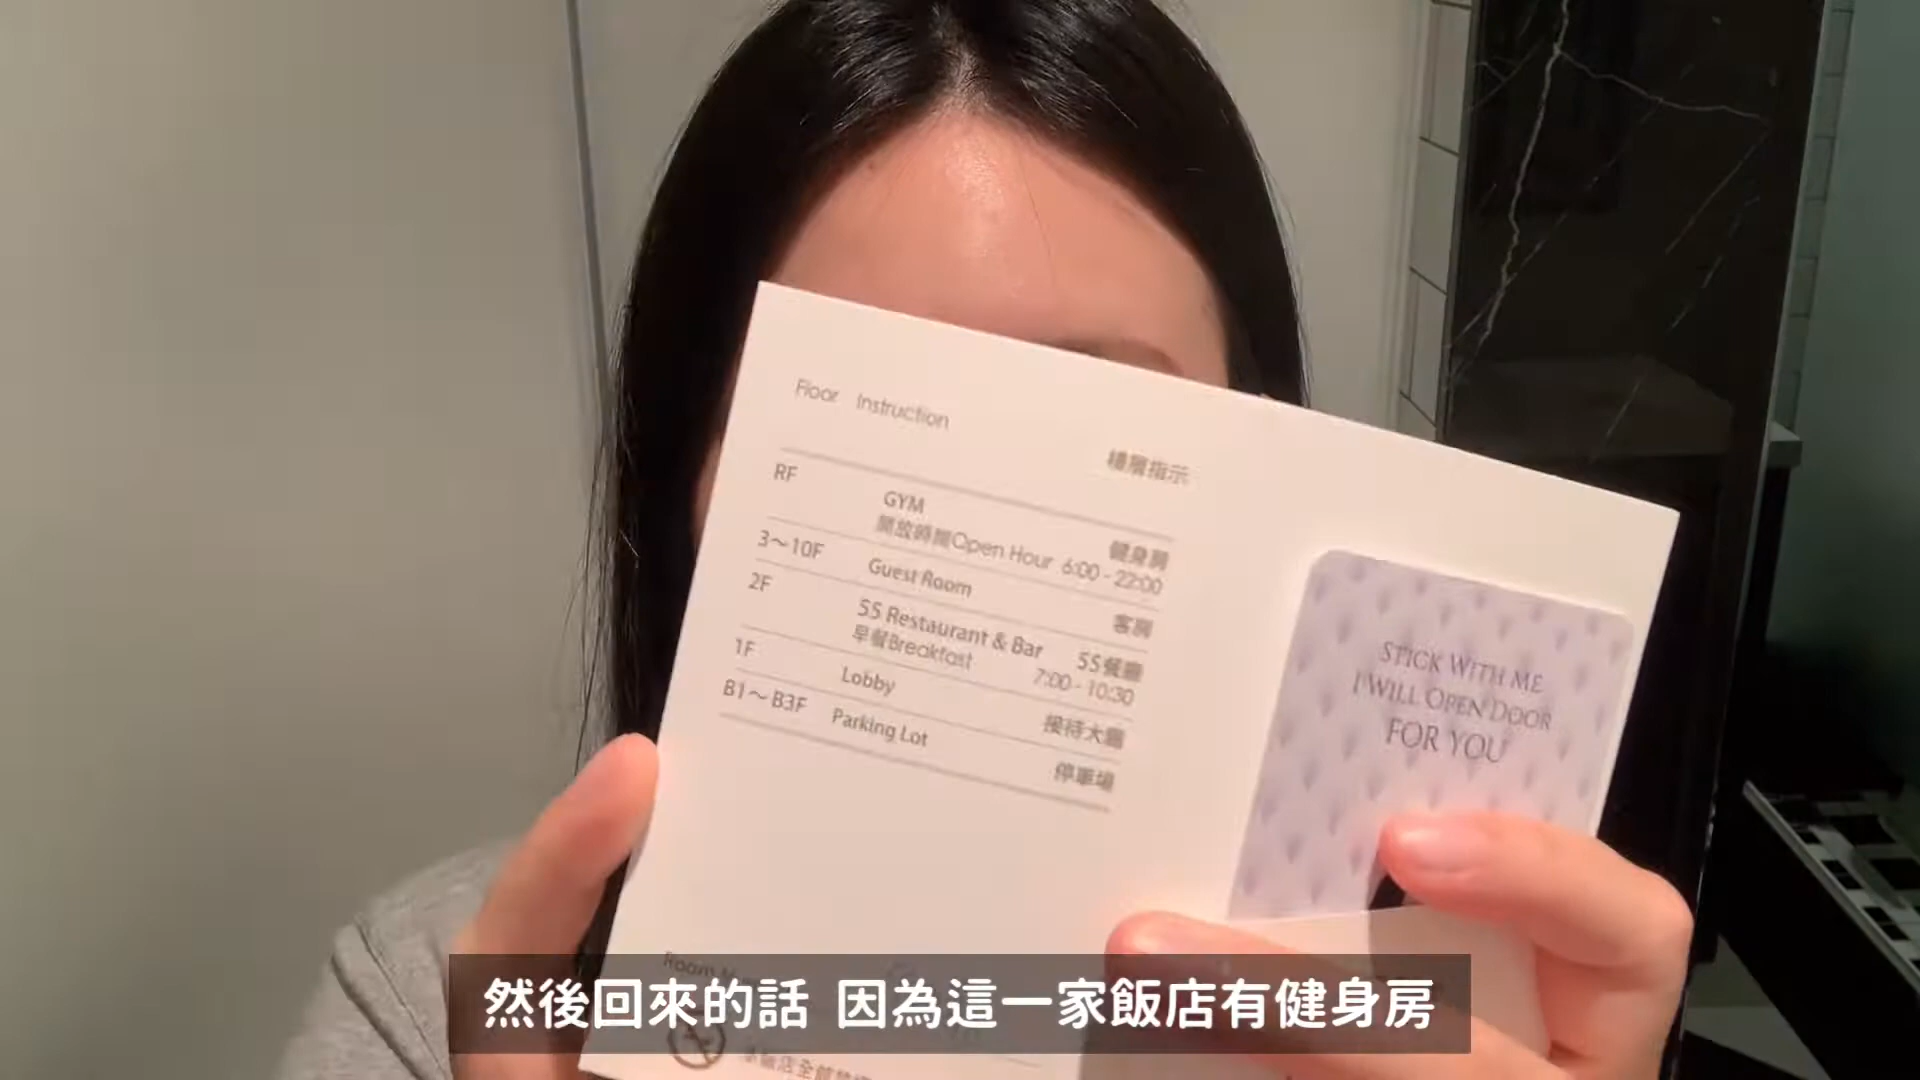 Floor Instruction
樓層指示
RF GYM 健身房
開放時間Open Hour 6:00 - 22:00
3～10F Guest Room 客房
2F 55 Restaurant & Bar 55餐廳
早餐Breakfast 7:00 - 10:30
1F Lobby 接待大廳
B1～B3F Parking Lot 停車場
STICK WITH ME
I WILL OPEN DOOR
FOR YOU
Room
然後回來的話 因為這一家飯店有健身房